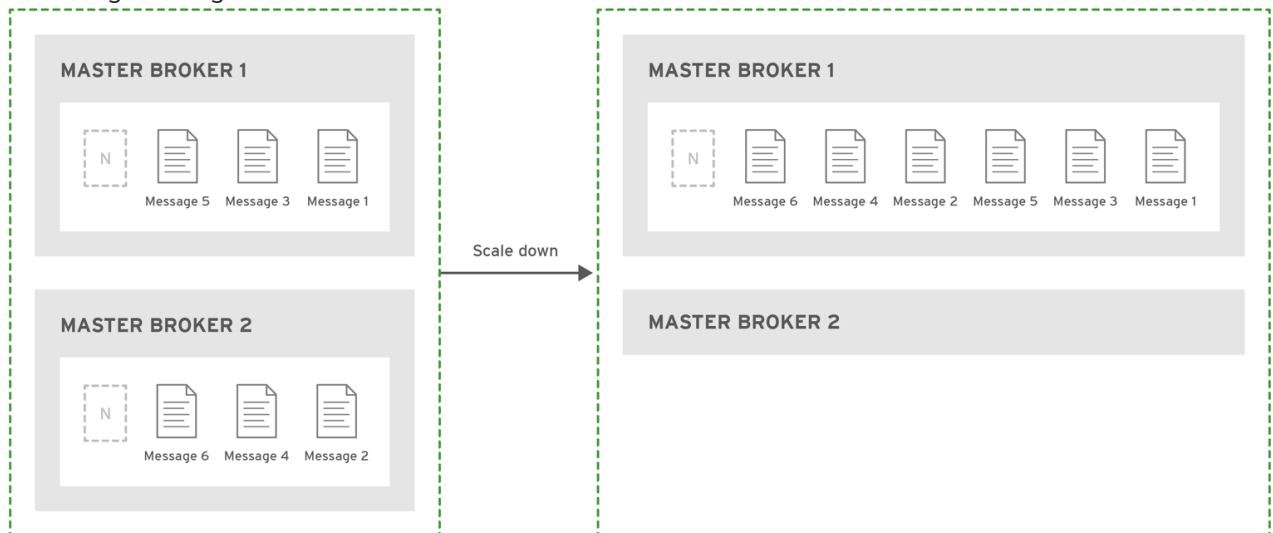 MASTER BROKER 1
N
Message 5 Message 3 Message 1
MASTER BROKER 2
N
Message 6 Message 4 Message 2
Scale down
MASTER BROKER 1
N
Message 6 Message 4 Message 2 Message 5 Message 3 Message 1
MASTER BROKER 2